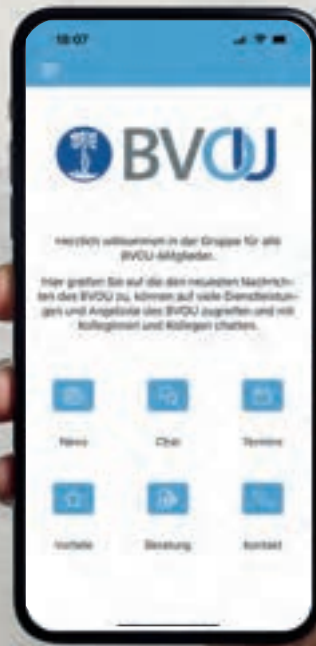 18:07
BVOU
Herzlich willkommen in der Gruppe für alle
BVOU-Mitglieder.
Hier greifen Sie auf die den neuesten Nachrich-
ten des BVOU zu, können auf viele Dienstleistun-
gen und Angebote des BVOU zugreifen und mit
Kolleginnen und Kollegen chatten.
News Chat Termine
Vorteile Beratung Kontakt